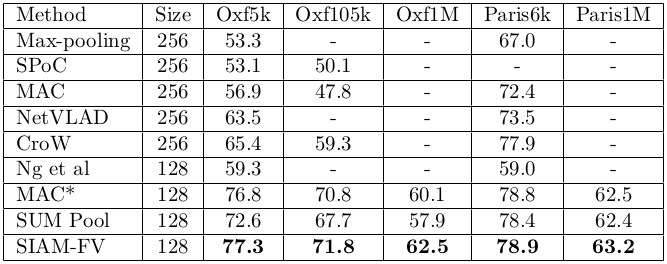 Method Size Oxf5k Oxf105k Oxf1M Paris6k Paris1M
Max-pooling 256 53.3 - - 67.0 -
SPoC 256 53.1 50.1 - - -
MAC 256 56.9 47.8 - 72.4 -
NetVLAD 256 63.5 - - 73.5 -
CroW 256 65.4 59.3 - 77.9 -
Ng et al 128 59.3 - - 59.0 -
MAC* 128 76.8 70.8 60.1 78.8 62.5
SUM Pool 128 72.6 67.7 57.9 78.4 62.4
SIAM-FV 128 77.3 71.8 62.5 78.9 63.2